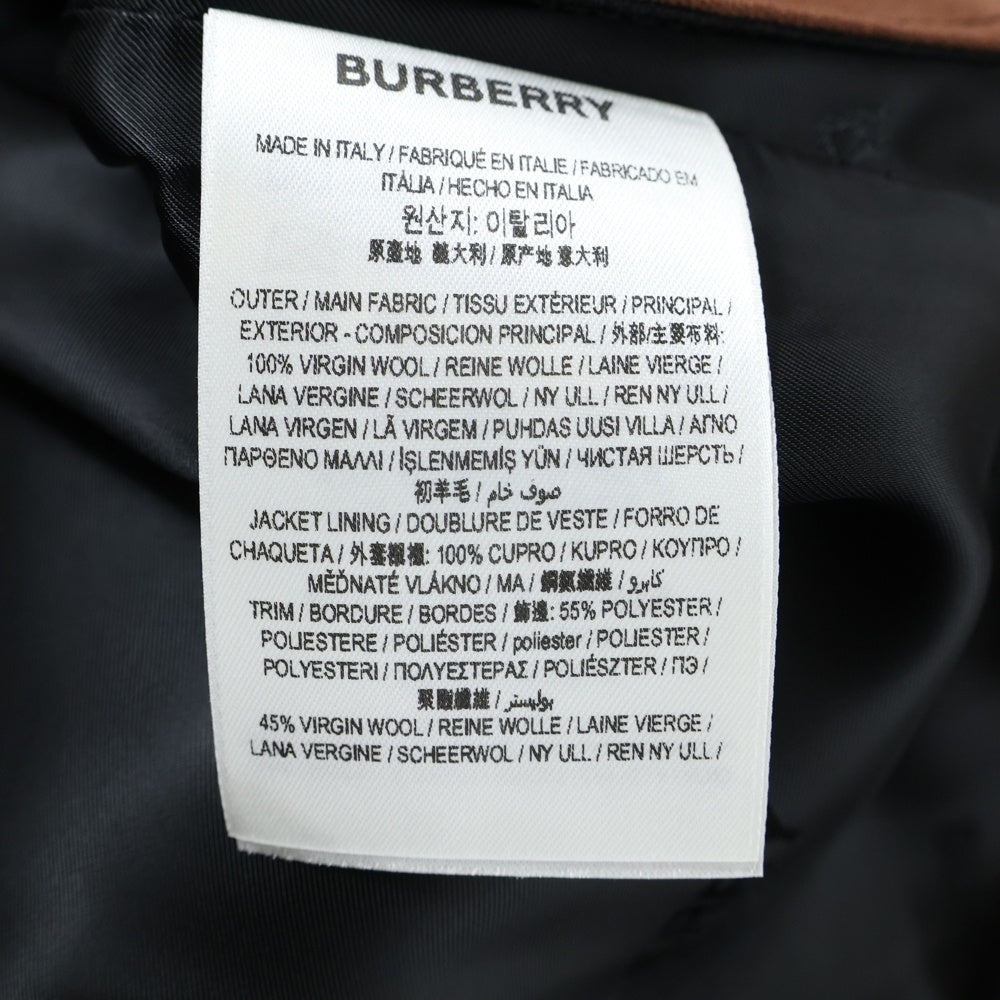 BURBERRY
MADE IN ITALY / FABRIQUÉ EN ITALIE / FABRICADO EM
ITÁLIA / HECHO EN ITALIA
원산지: 이탈리아
原產地 義大利 / 原产地 意大利
OUTER / MAIN FABRIC / TISSU EXTÉRIEUR / PRINCIPAL /
EXTERIOR - COMPOSICION PRINCIPAL / 外部/主要布料:
100% VIRGIN WOOL / REINE WOLLE / LAINE VIERGE /
LANA VERGINE / SCHEERWOL / NY ULL / REN NY ULL /
LANA VIRGEN / LÃ VIRGEM / PUHDAS UUSI VILLA / ΑΓΝΟ
ΠΑΡΘΕΝΟ ΜΑΛΛΙ / İŞLENMEMİŞ YÜN / ЧИСТАЯ ШЕРСТЬ /
初羊毛 / صوف خام
JACKET LINING / DOUBLURE DE VESTE / FORRO DE
CHAQUETA / 外套襯裡: 100% CUPRO / KUPRO / ΚΟΥΠΡΟ /
MĚĎNATÉ VLÁKNO / MA / 銅氨纖維 / كابرو
TRIM / BORDURE / BORDES / 飾邊: 55% POLYESTER /
POLIESTERE / POLIÉSTER / poliester / POLIESTER /
POLYESTERI / ΠΟΛΥΕΣΤΕΡΑΣ / POLIÉSZTER / ПЭ /
聚酯纖維 / بوليستر
45% VIRGIN WOOL / REINE WOLLE / LAINE VIERGE /
LANA VERGINE / SCHEERWOL / NY ULL / REN NY ULL /